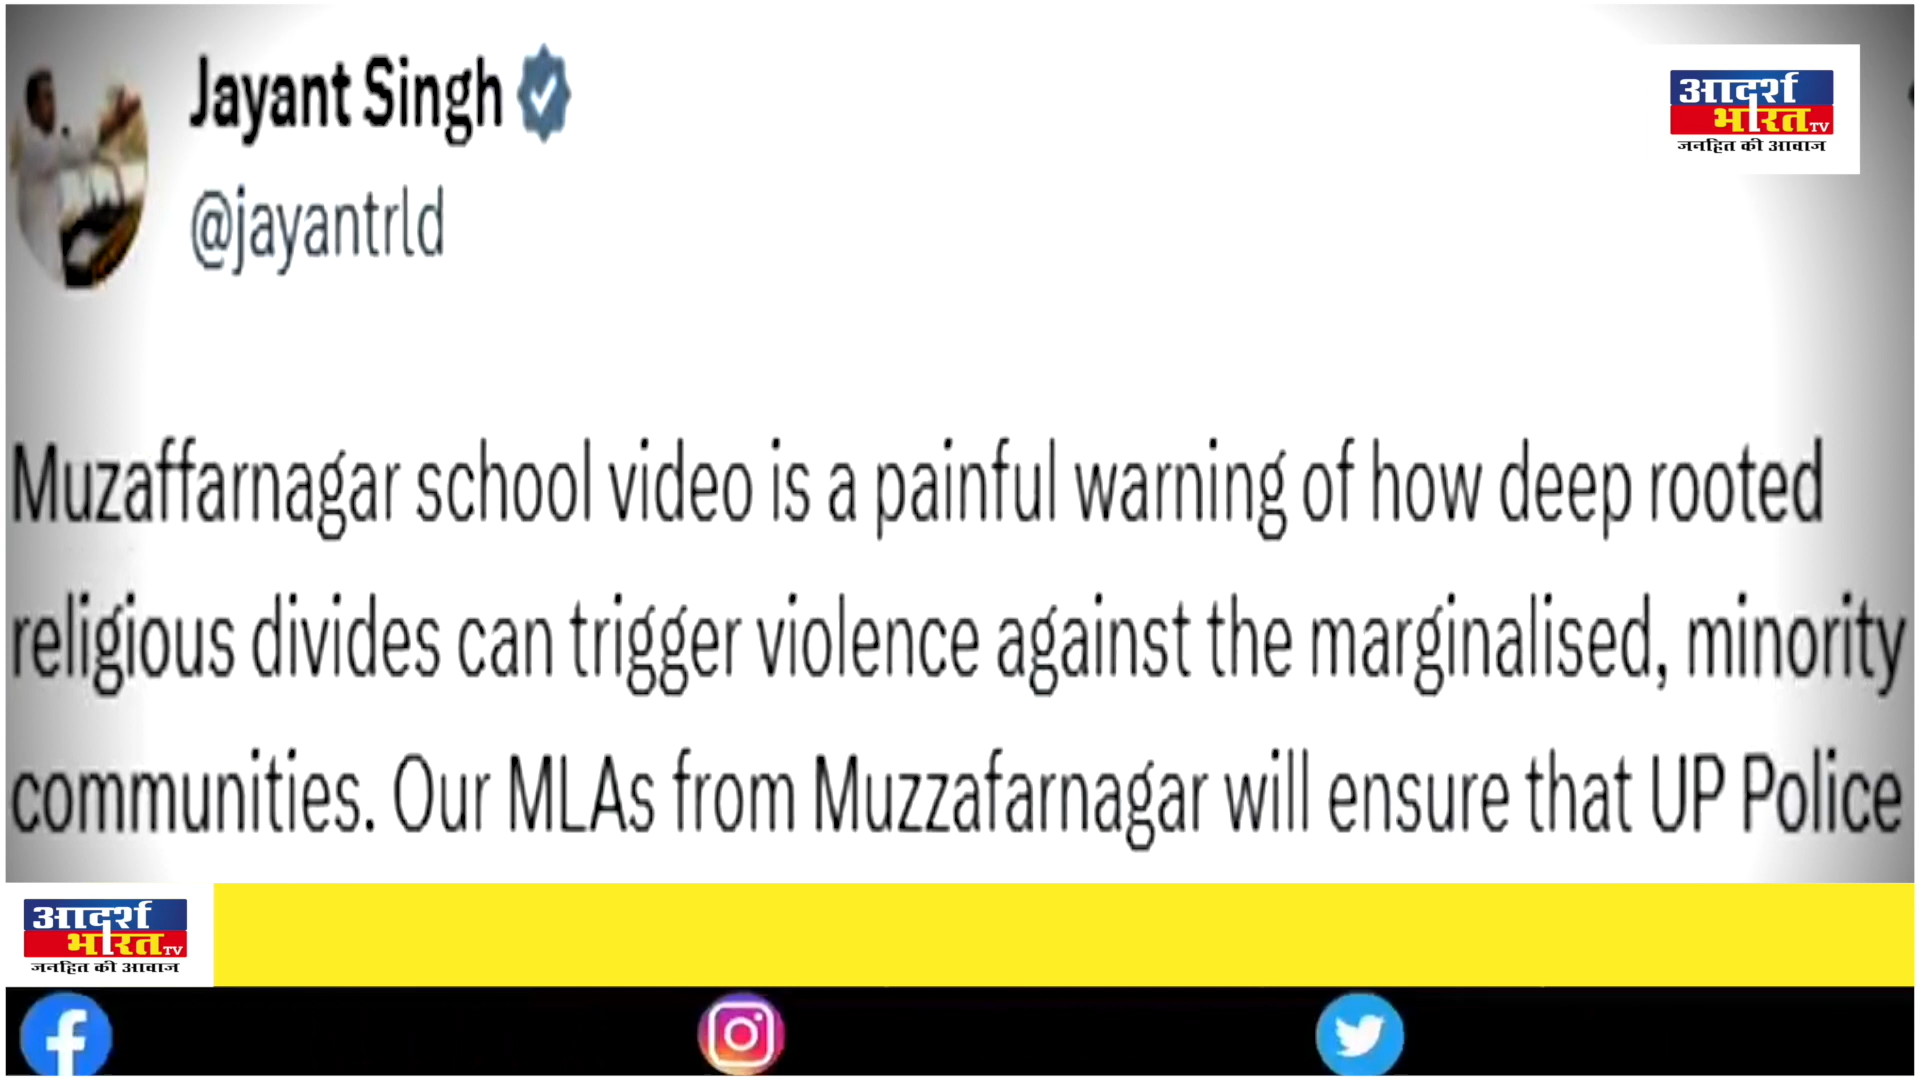 Jayant Singh
@jayantrld
आदर्श
भारत TV
जनहित की आवाज
Muzaffarnagar school video is a painful warning of how deep rooted
religious divides can trigger violence against the marginalised, minority
communities. Our MLAs from Muzzafarnagar will ensure that UP Police
आदर्श
भारत TV
जनहित की आवाज